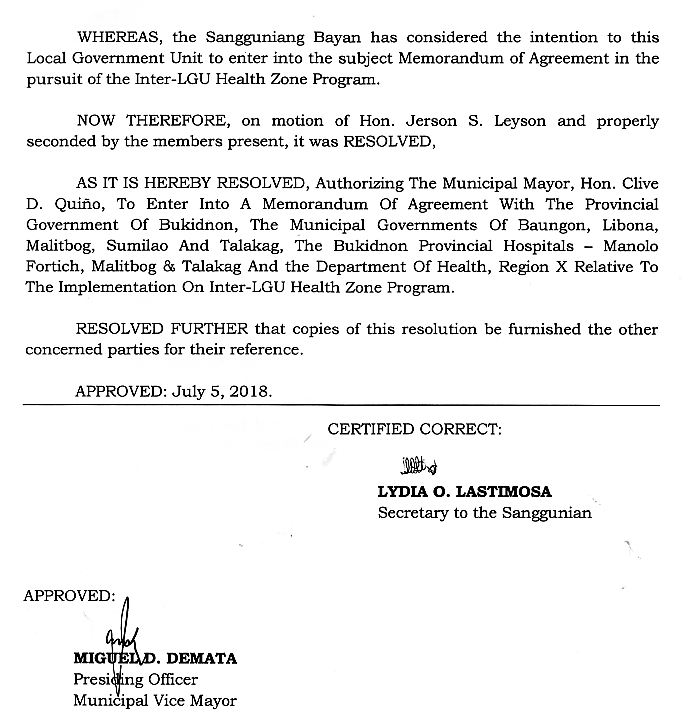 WHEREAS, the Sangguniang Bayan has considered the intention to this
Local Government Unit to enter into the subject Memorandum of Agreement in the
pursuit of the Inter-LGU Health Zone Program.
NOW THEREFORE, on motion of Hon. Jerson S. Leyson and properly
seconded by the members present, it was RESOLVED,
AS IT IS HEREBY RESOLVED, Authorizing The Municipal Mayor, Hon. Clive
D. Quiño, To Enter Into A Memorandum Of Agreement With The Provincial
Government Of Bukidnon, The Municipal Governments Of Baungon, Libona,
Malitbog, Sumilao And Talakag, The Bukidnon Provincial Hospitals – Manolo
Fortich, Malitbog & Talakag And the Department Of Health, Region X Relative To
The Implementation On Inter-LGU Health Zone Program.
RESOLVED FURTHER that copies of this resolution be furnished the other
concerned parties for their reference.
APPROVED: July 5, 2018.
CERTIFIED CORRECT:
LYDIA O. LASTIMOSA
Secretary to the Sanggunian
APPROVED:
MIGUEL D. DEMATA
Presiding Officer
Municipal Vice Mayor